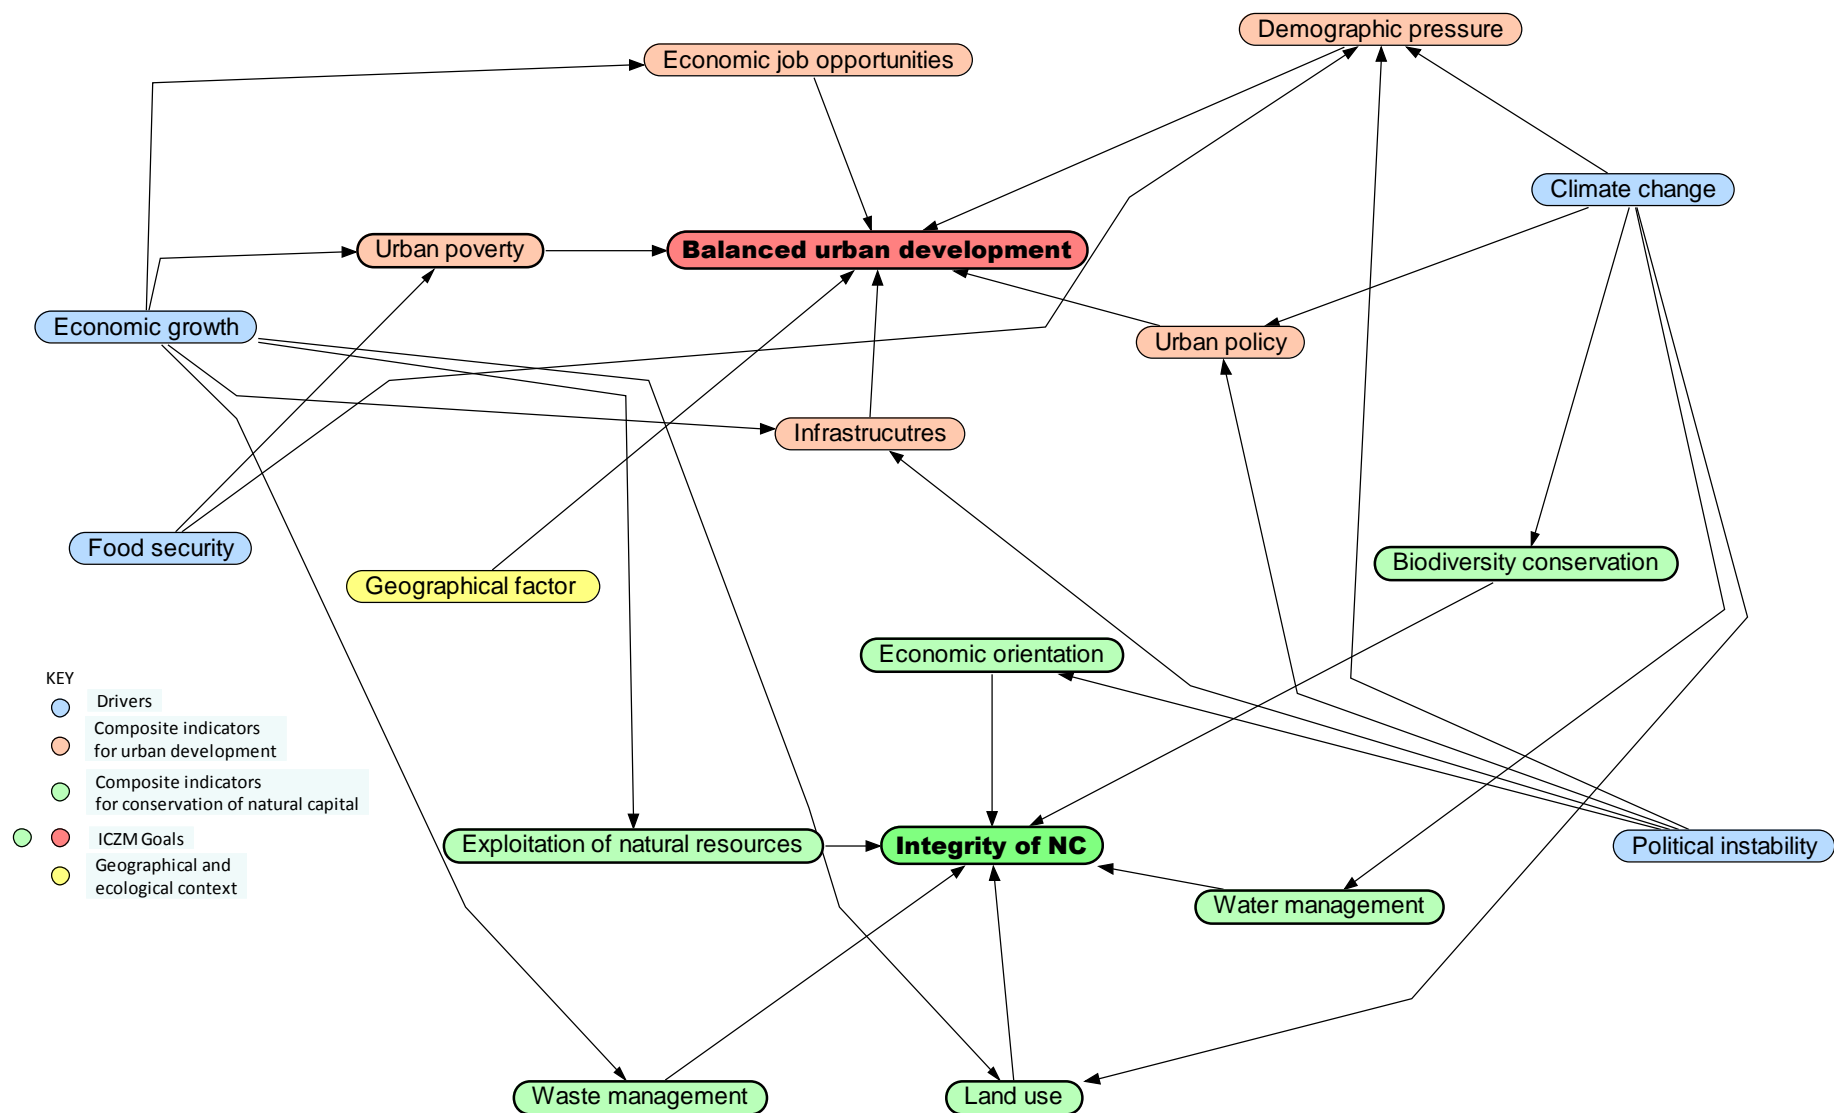 Demographic pressure
Economic job opportunities
Climate change
Urban poverty
Balanced urban development
Economic growth
Urban policy
Infrastrucutres
Food security
Biodiversity conservation
Geographical factor
Economic orientation
KEY
Drivers
Composite indicators
for urban development
Composite indicators
for conservation of natural capital
ICZM Goals
Geographical and
ecological context
Exploitation of natural resources
Integrity of NC
Political instability
Water management
Waste management
Land use